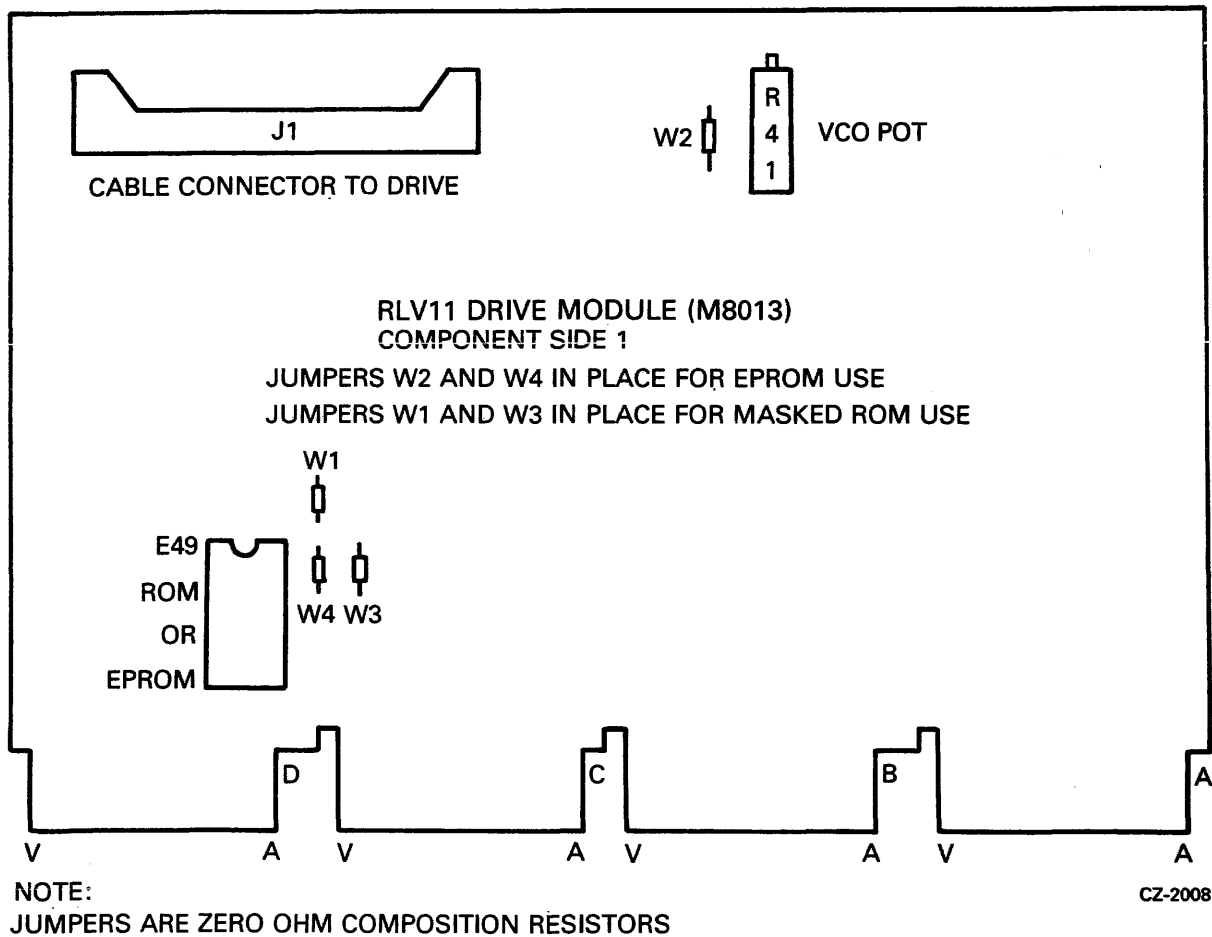 R
4
1
W2
VCO POT
J1
CABLE CONNECTOR TO DRIVE
RLV11 DRIVE MODULE (M8013)
COMPONENT SIDE 1
JUMPERS W2 AND W4 IN PLACE FOR EPROM USE
JUMPERS W1 AND W3 IN PLACE FOR MASKED ROM USE
W1
E49
ROM
OR
EPROM
W4 W3
D
C
B
A
V
A
V
A
V
A
V
A
NOTE:
JUMPERS ARE ZERO OHM COMPOSITION RESISTORS
CZ-2008